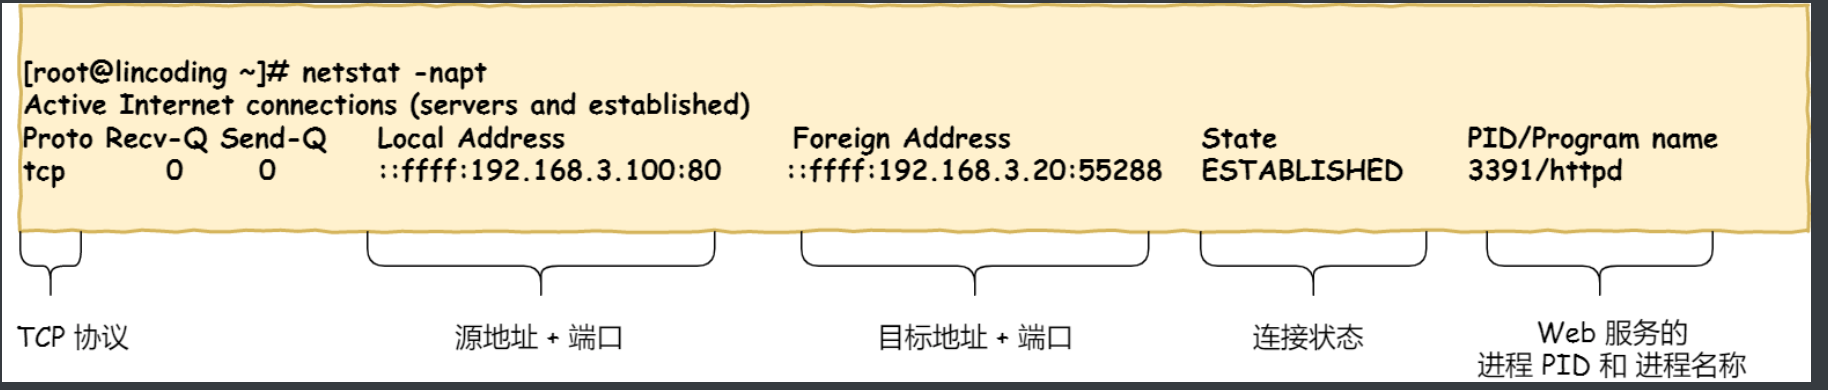 [root@lincoding ~]# netstat -napt
Active Internet connections (servers and established)
Proto Recv-Q Send-Q Local Address Foreign Address State PID/Program name
tcp 0 0 ::ffff:192.168.3.100:80 ::ffff:192.168.3.20:55288 ESTABLISHED 3391/httpd
TCP 协议 源地址 + 端口 目标地址 + 端口 连接状态 Web 服务的
进程 PID 和 进程名称